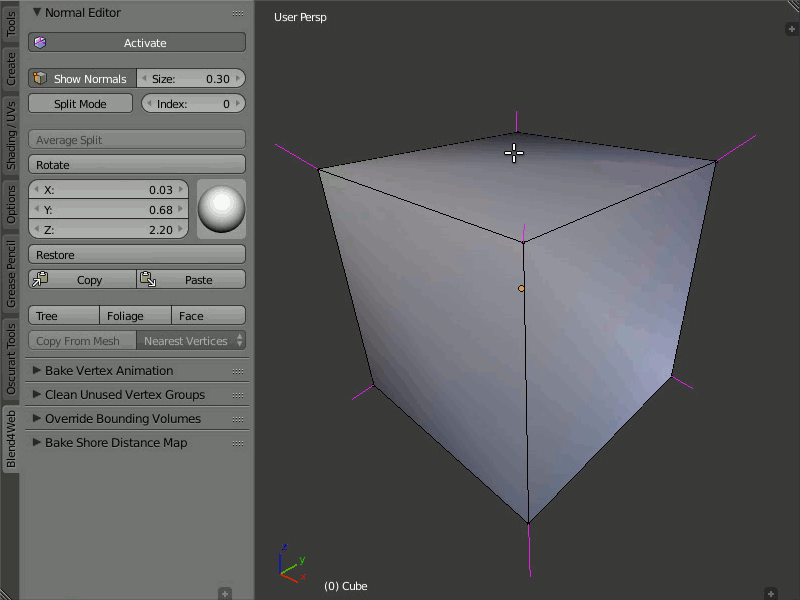 Tools
Create
Shading / UVs
Options
Grease Pencil
Oscurart Tools
Blend4Web
Normal Editor
Activate
Show Normals
Size: 0.30
Split Mode
Index: 0
Average Split
Rotate
X: 0.03
Y: 0.68
Z: 2.20
Restore
Copy
Paste
Tree
Foliage
Face
Copy From Mesh
Nearest Vertices
Bake Vertex Animation
Clean Unused Vertex Groups
Override Bounding Volumes
Bake Shore Distance Map
User Persp
z
y
x
(0) Cube